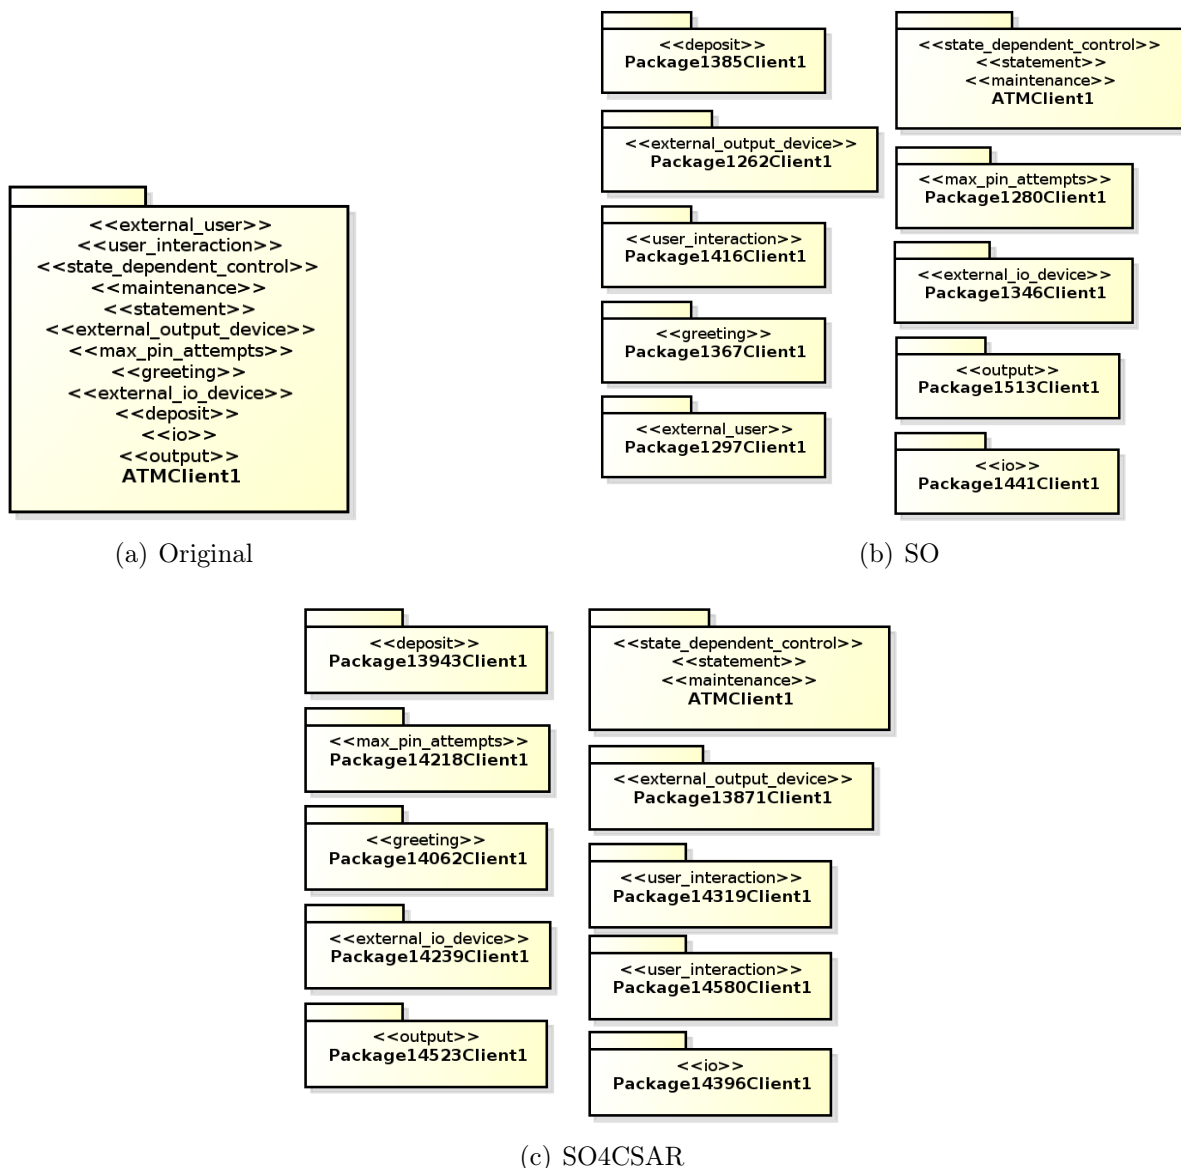 <<external_user>>
<<user_interaction>>
<<state_dependent_control>>
<<maintenance>>
<<statement>>
<<external_output_device>>
<<max_pin_attempts>>
<<greeting>>
<<external_io_device>>
<<deposit>>
<<io>>
<<output>>
ATMClient1
(a) Original
<<deposit>>
Package1385Client1
<<external_output_device>>
Package1262Client1
<<user_interaction>>
Package1416Client1
<<greeting>>
Package1367Client1
<<external_user>>
Package1297Client1
<<state_dependent_control>>
<<statement>>
<<maintenance>>
ATMClient1
<<max_pin_attempts>>
Package1280Client1
<<external_io_device>>
Package1346Client1
<<output>>
Package1513Client1
<<io>>
Package1441Client1
(b) SO
<<deposit>>
Package13943Client1
<<max_pin_attempts>>
Package14218Client1
<<greeting>>
Package14062Client1
<<external_io_device>>
Package14239Client1
<<output>>
Package14523Client1
<<state_dependent_control>>
<<statement>>
<<maintenance>>
ATMClient1
<<external_output_device>>
Package13871Client1
<<user_interaction>>
Package14319Client1
<<user_interaction>>
Package14580Client1
<<io>>
Package14396Client1
(c) SO4CSAR